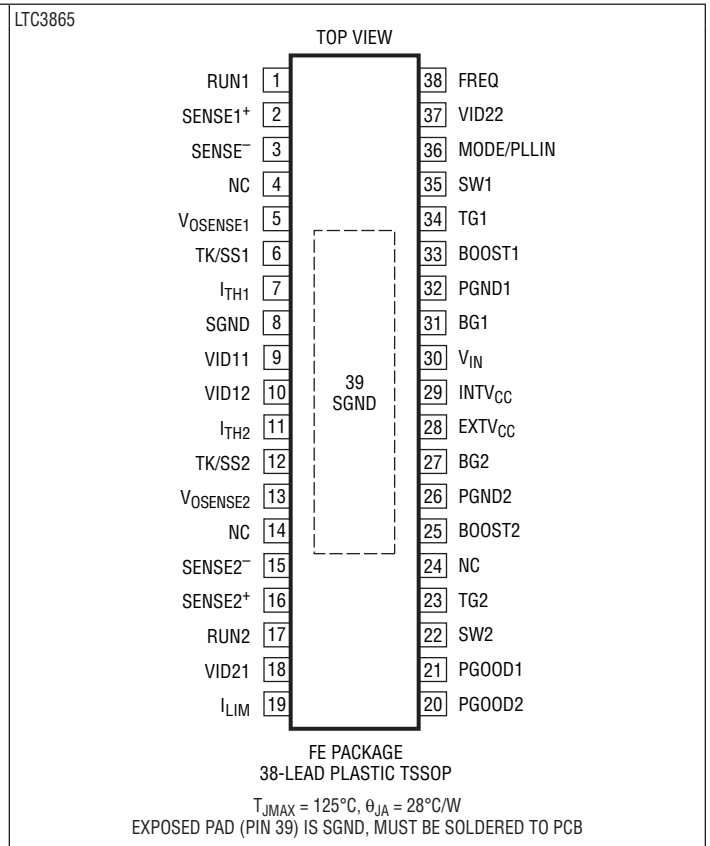 LTC3865
TOP VIEW
RUN1 1
SENSE1⁺ 2
SENSE⁻ 3
NC 4
VOSENSE1 5
TK/SS1 6
ITH1 7
SGND 8
VID11 9
VID12 10
ITH2 11
TK/SS2 12
VOSENSE2 13
NC 14
SENSE2⁻ 15
SENSE2⁺ 16
RUN2 17
VID21 18
ILIM 19
39
SGND
38 FREQ
37 VID22
36 MODE/PLLIN
35 SW1
34 TG1
33 BOOST1
32 PGND1
31 BG1
30 VIN
29 INTVCC
28 EXTVCC
27 BG2
26 PGND2
25 BOOST2
24 NC
23 TG2
22 SW2
21 PGOOD1
20 PGOOD2
FE PACKAGE
38-LEAD PLASTIC TSSOP
TJMAX = 125°C, θJA = 28°C/W
EXPOSED PAD (PIN 39) IS SGND, MUST BE SOLDERED TO PCB